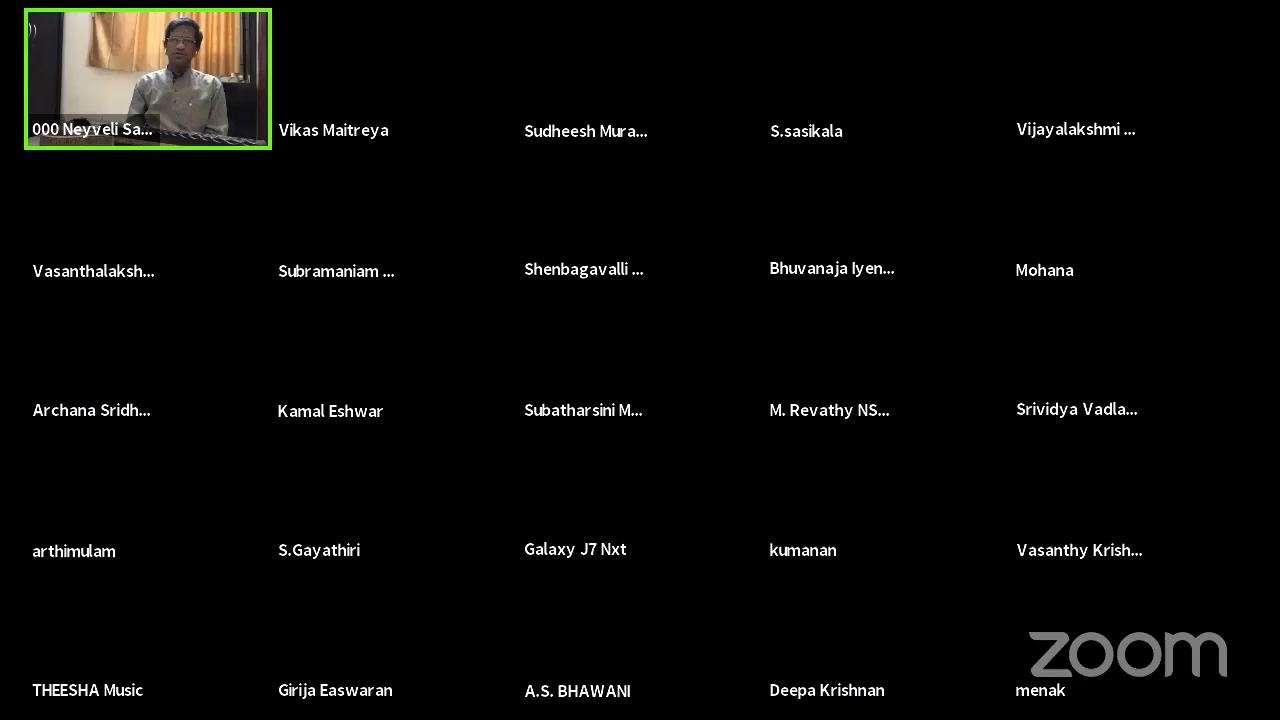 000 Neyveli Sa...
Vikas Maitreya
Sudheesh Mura...
S.sasikala
Vijayalakshmi ...
Vasanthalaksh...
Subramaniam ...
Shenbagavalli ...
Bhuvanaja Iyen...
Mohana
Archana Sridh...
Kamal Eshwar
Subatharsini M...
M. Revathy NS...
Srividya Vadla...
arthimulam
S.Gayathiri
Galaxy J7 Nxt
kumanan
Vasanthy Krish...
zoom
THEESHA Music
Girija Easwaran
A.S. BHAWANI
Deepa Krishnan
menak